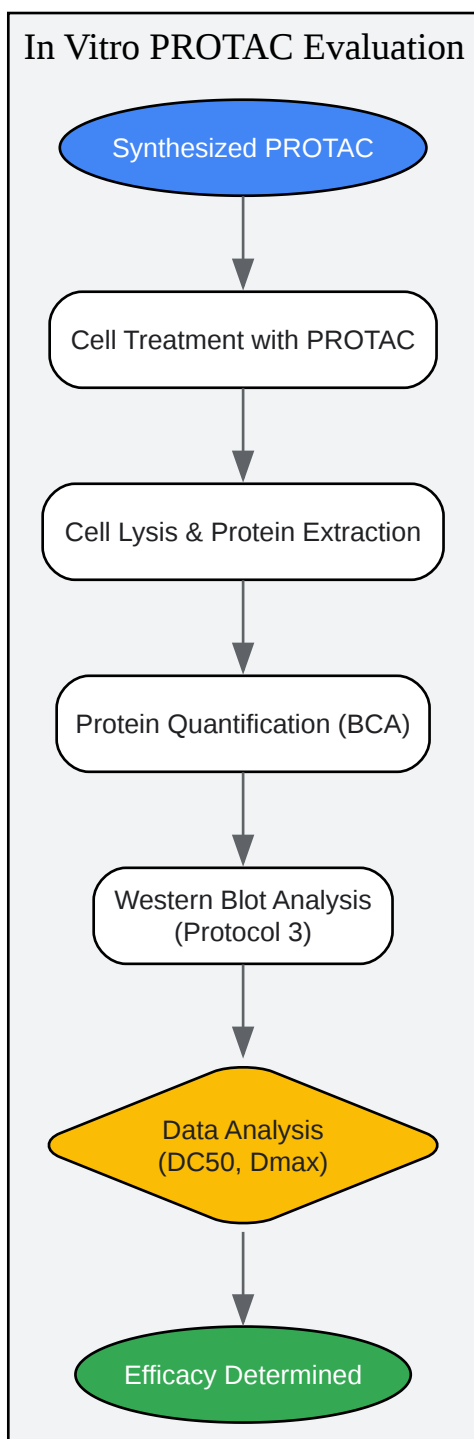 In Vitro PROTAC Evaluation
Synthesized PROTAC
Cell Treatment with PROTAC
Cell Lysis & Protein Extraction
Protein Quantification (BCA)
Western Blot Analysis
(Protocol 3)
Data Analysis
(DC50, Dmax)
Efficacy Determined